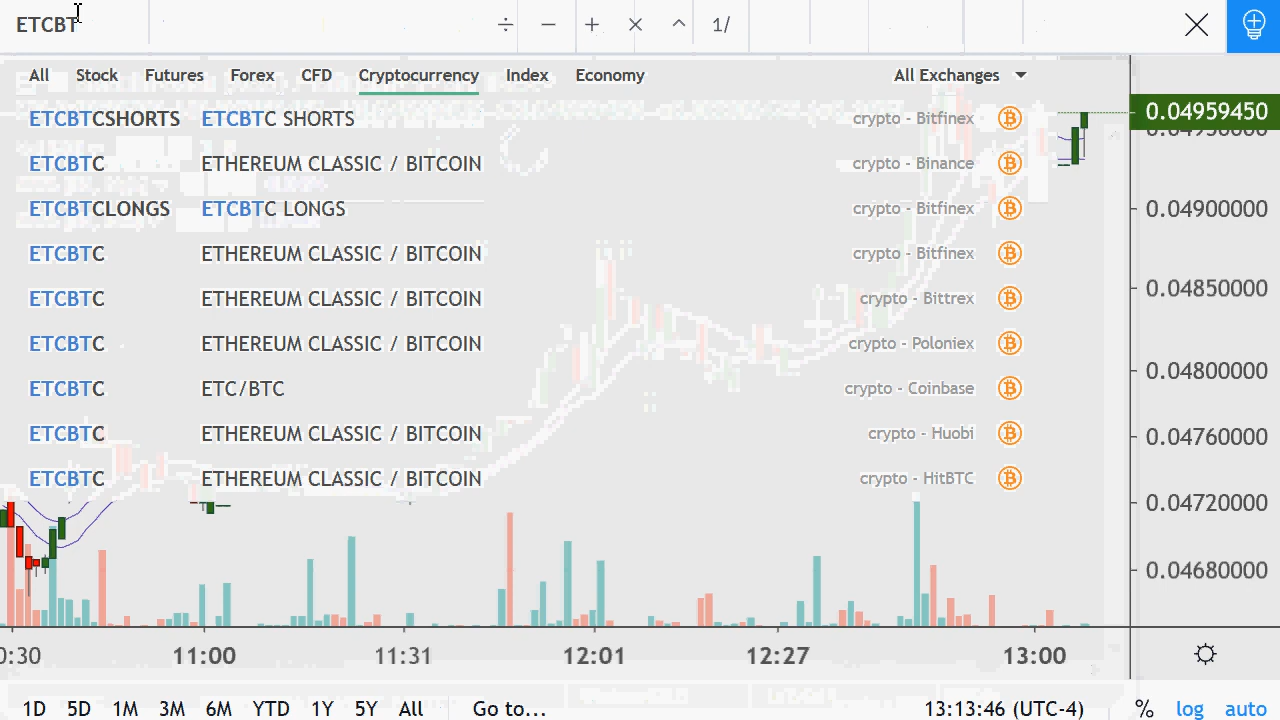 ETCBT ÷ − + × ^ 1/
All Stock Futures Forex CFD Cryptocurrency Index Economy All Exchanges
ETCBTCSHORTS ETCBTC SHORTS crypto - Bitfinex
ETCBTC ETHEREUM CLASSIC / BITCOIN crypto - Binance
ETCBTCLONGS ETCBTC LONGS crypto - Bitfinex
ETCBTC ETHEREUM CLASSIC / BITCOIN crypto - Bitfinex
ETCBTC ETHEREUM CLASSIC / BITCOIN crypto - Bittrex
ETCBTC ETHEREUM CLASSIC / BITCOIN crypto - Poloniex
ETCBTC ETC/BTC crypto - Coinbase
ETCBTC ETHEREUM CLASSIC / BITCOIN crypto - Huobi
ETCBTC ETHEREUM CLASSIC / BITCOIN crypto - HitBTC
0.04959450
0.04900000
0.04850000
0.04800000
0.04760000
0.04720000
0.04680000
0:30 11:00 11:31 12:01 12:27 13:00
1D 5D 1M 3M 6M YTD 1Y 5Y All Go to... 13:13:46 (UTC-4) % log auto